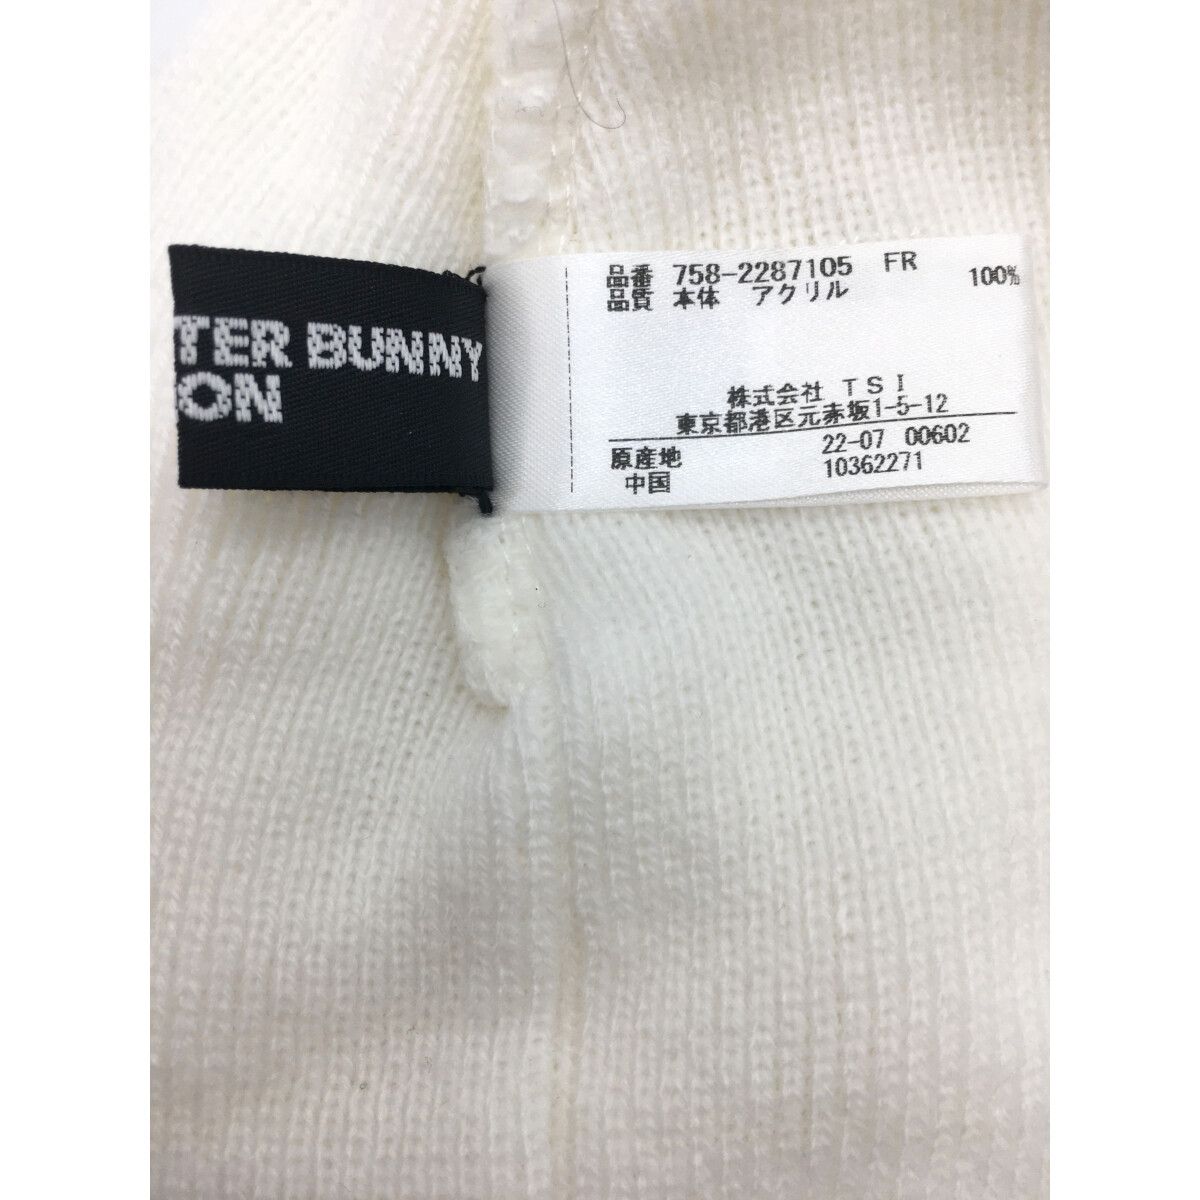 TER BUNNY
ION
品番 758-2287105 FR
品質 本体 アクリル 100%
株式会社 TSI
東京都港区元赤坂1-5-12
22-07 00602
原産地
10362271
中国